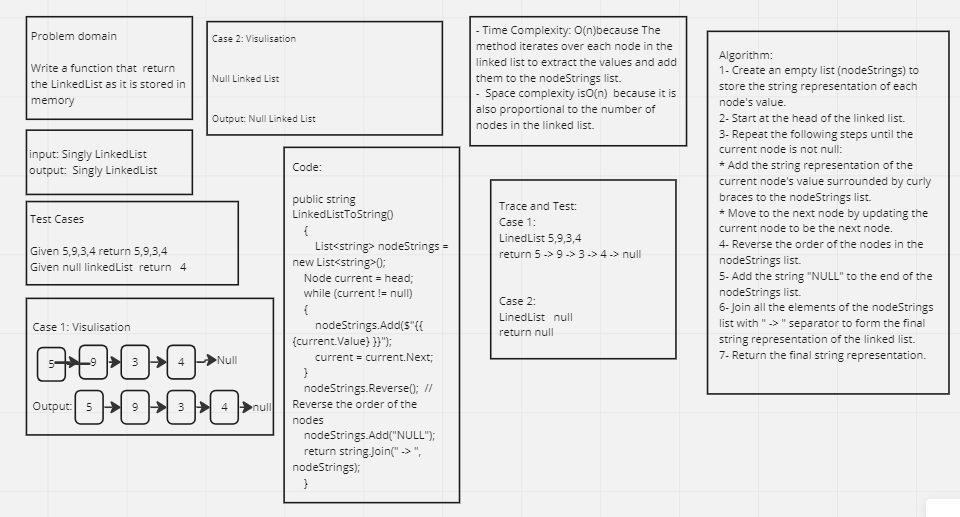 Problem domain
Write a function that  return
the LinkedList as it is stored in
memory
input: Singly LinkedList
output:  Singly LinkedList
Test Cases
Given 5,9,3,4 return 5,9,3,4
Given null linkedList  return   4
Case 1: Visulisation
5 9 3 4 Null
Output: 5 9 3 4 null
Case 2: Visulisation
Null Linked List
Output: Null Linked List
Code:
public string
LinkedListToString()
{
List<string> nodeStrings =
new List<string>();
Node current = head;
while (current != null)
{
nodeStrings.Add($"{{
{current.Value} }}");
current = current.Next;
}
nodeStrings.Reverse();  //
Reverse the order of the
nodes
nodeStrings.Add("NULL");
return string.Join(" -> ",
nodeStrings);
}
- Time Complexity: O(n)because The
method iterates over each node in the
linked list to extract the values and add
them to the nodeStrings list.
-  Space complexity isO(n)  because it is
also proportional to the number of
nodes in the linked list.
Trace and Test:
Case 1:
LinedList 5,9,3,4
return 5 -> 9 -> 3 -> 4 -> null
Case 2:
LinedList   null
return null
Algorithm:
1- Create an empty list (nodeStrings) to
store the string representation of each
node's value.
2- Start at the head of the linked list.
3- Repeat the following steps until the
current node is not null:
* Add the string representation of the
current node's value surrounded by curly
braces to the nodeStrings list.
* Move to the next node by updating the
current node to be the next node.
4- Reverse the order of the nodes in the
nodeStrings list.
5- Add the string "NULL" to the end of the
nodeStrings list.
6- Join all the elements of the nodeStrings
list with " -> " separator to form the final
string representation of the linked list.
7- Return the final string representation.